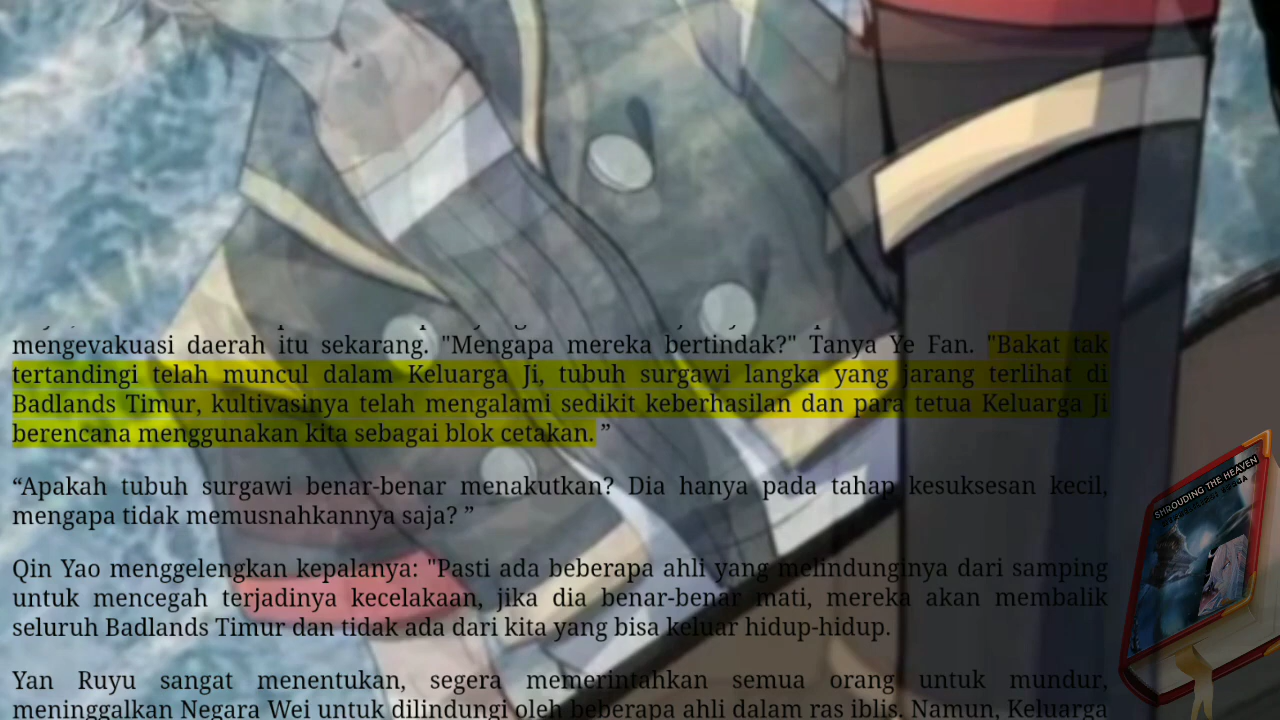 mengevakuasi daerah itu sekarang. "Mengapa mereka bertindak?" Tanya Ye Fan. "Bakat tak
tertandingi telah muncul dalam Keluarga Ji, tubuh surgawi langka yang jarang terlihat di
Badlands Timur, kultivasinya telah mengalami sedikit keberhasilan dan para tetua Keluarga Ji
berencana menggunakan kita sebagai blok cetakan. ”
“Apakah tubuh surgawi benar-benar menakutkan? Dia hanya pada tahap kesuksesan kecil,
mengapa tidak memusnahkannya saja? ”
Qin Yao menggelengkan kepalanya: "Pasti ada beberapa ahli yang melindunginya dari samping
untuk mencegah terjadinya kecelakaan, jika dia benar-benar mati, mereka akan membalik
seluruh Badlands Timur dan tidak ada dari kita yang bisa keluar hidup-hidup.
Yan Ruyu sangat menentukan, segera memerintahkan semua orang untuk mundur,
meninggalkan Negara Wei untuk dilindungi oleh beberapa ahli dalam ras iblis. Namun, Keluarga
SHROUDING THE HEAVEN